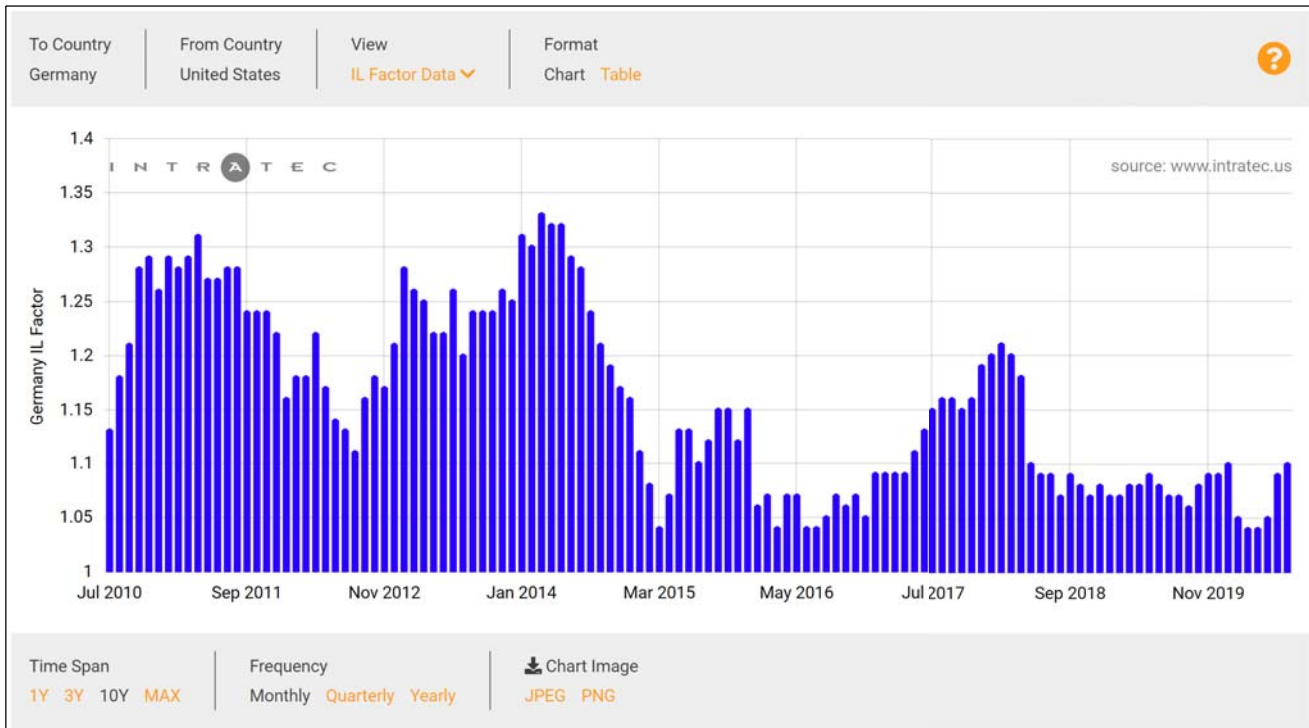 To Country
Germany
From Country
United States
View
IL Factor Data
Format
Chart Table
?
INTRATEC
source: www.intratec.us
Germany IL Factor
1.4
1.35
1.3
1.25
1.2
1.15
1.1
1.05
1
Jul 2010 Sep 2011 Nov 2012 Jan 2014 Mar 2015 May 2016 Jul 2017 Sep 2018 Nov 2019
Time Span
1Y 3Y 10Y MAX
Frequency
Monthly Quarterly Yearly
Chart Image
JPEG PNG